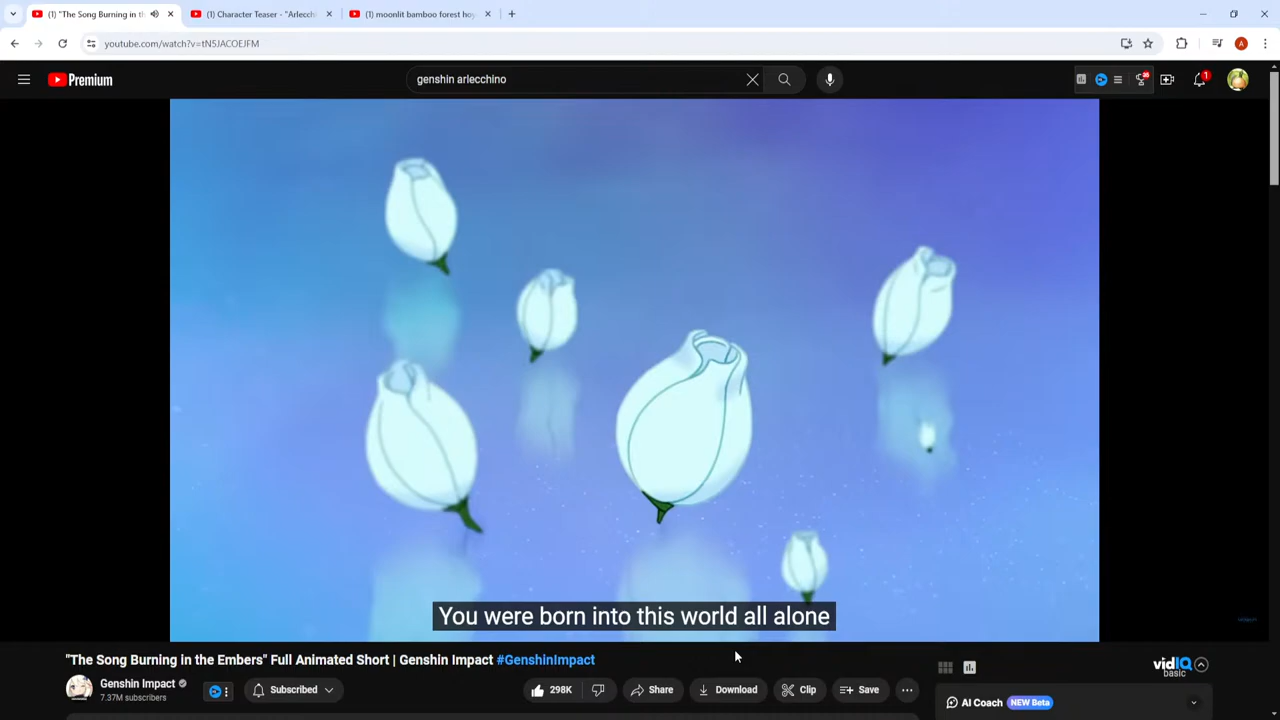 (1) "The Song Burning in th
(1) Character Teaser - "Arlecch
(1) moonlit bamboo forest hoy
youtube.com/watch?v=tN5JACOEJFM
Premium
genshin arlecchino
1
You were born into this world all alone
"The Song Burning in the Embers" Full Animated Short | Genshin Impact #GenshinImpact
Genshin Impact
7.37M subscribers
Subscribed
298K
Share
Download
Clip
Save
vidIQ
basic
AI Coach
NEW Beta